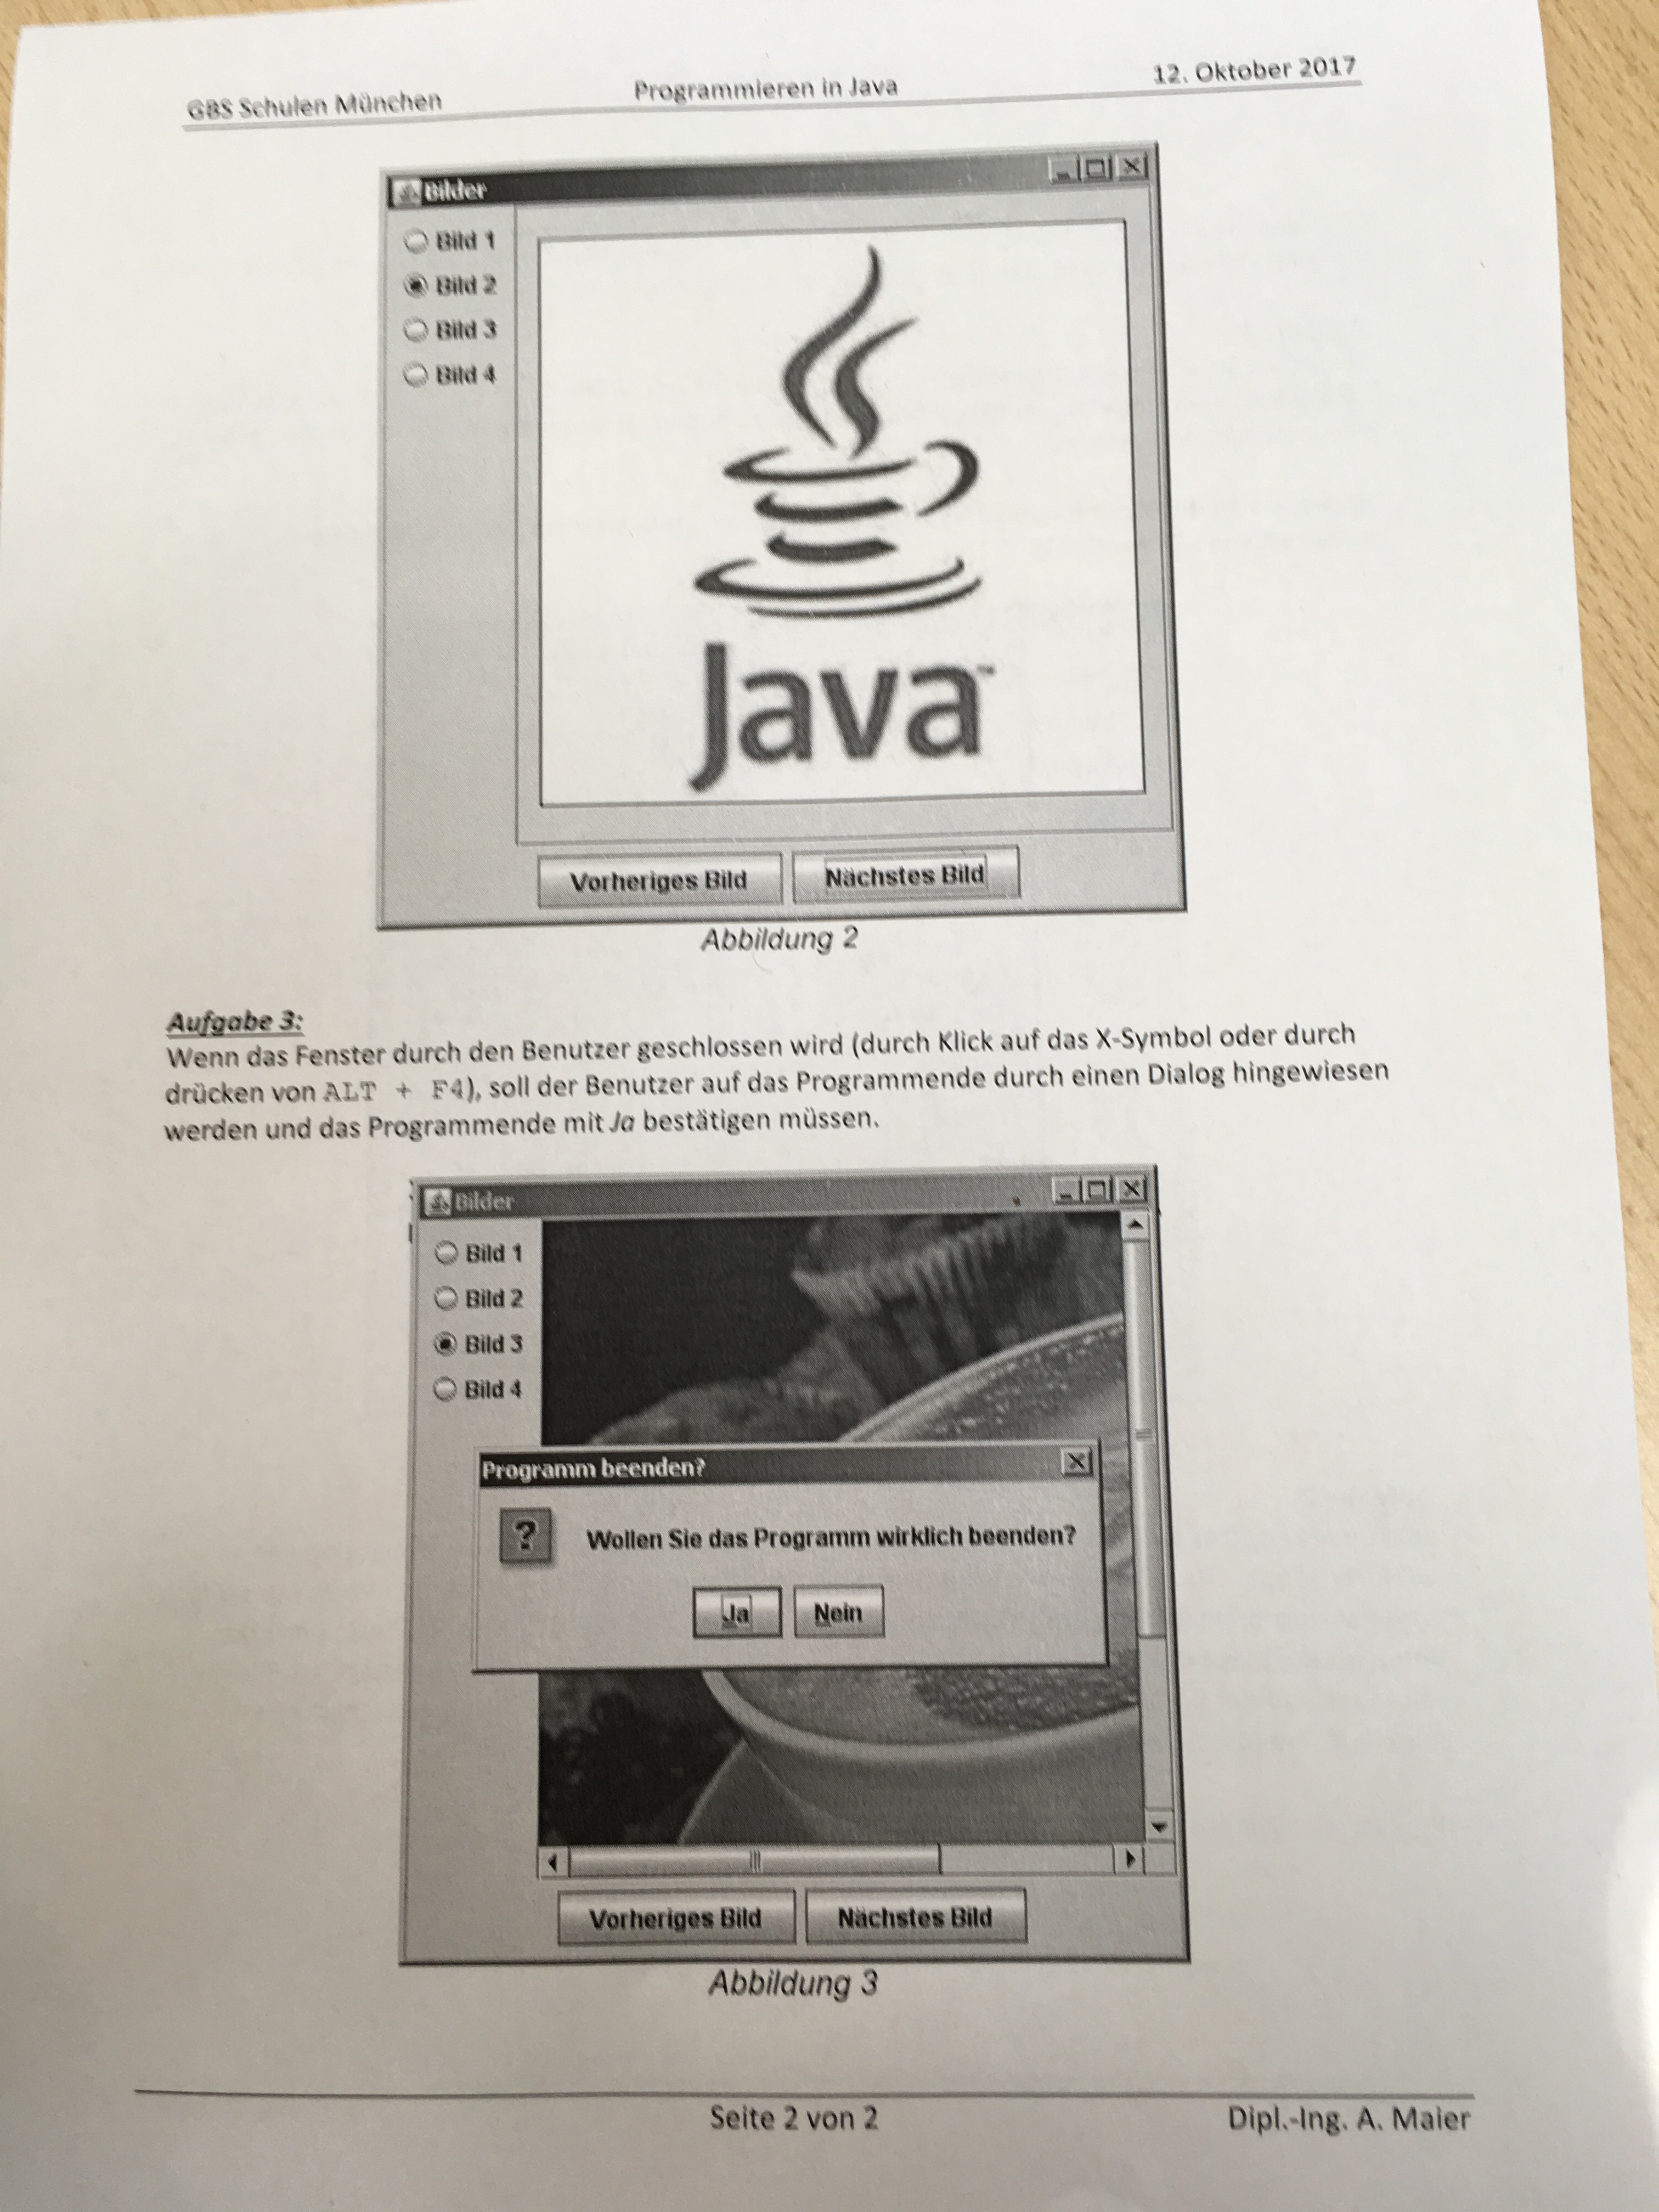 GBS Schulen München
Programmieren in Java
12. Oktober 2017
Bilder
Bild 1
Bild 2
Bild 3
Bild 4
Java™
Vorheriges Bild
Nächstes Bild
Abbildung 2
Aufgabe 3:
Wenn das Fenster durch den Benutzer geschlossen wird (durch Klick auf das X-Symbol oder durch
drücken von ALT + F4), soll der Benutzer auf das Programmende durch einen Dialog hingewiesen
werden und das Programmende mit Ja bestätigen müssen.
Bilder
Bild 1
Bild 2
Bild 3
Bild 4
Programm beenden?
?
Wollen Sie das Programm wirklich beenden?
Ja
Nein
Vorheriges Bild
Nächstes Bild
Abbildung 3
Seite 2 von 2
Dipl.-Ing. A. Maier